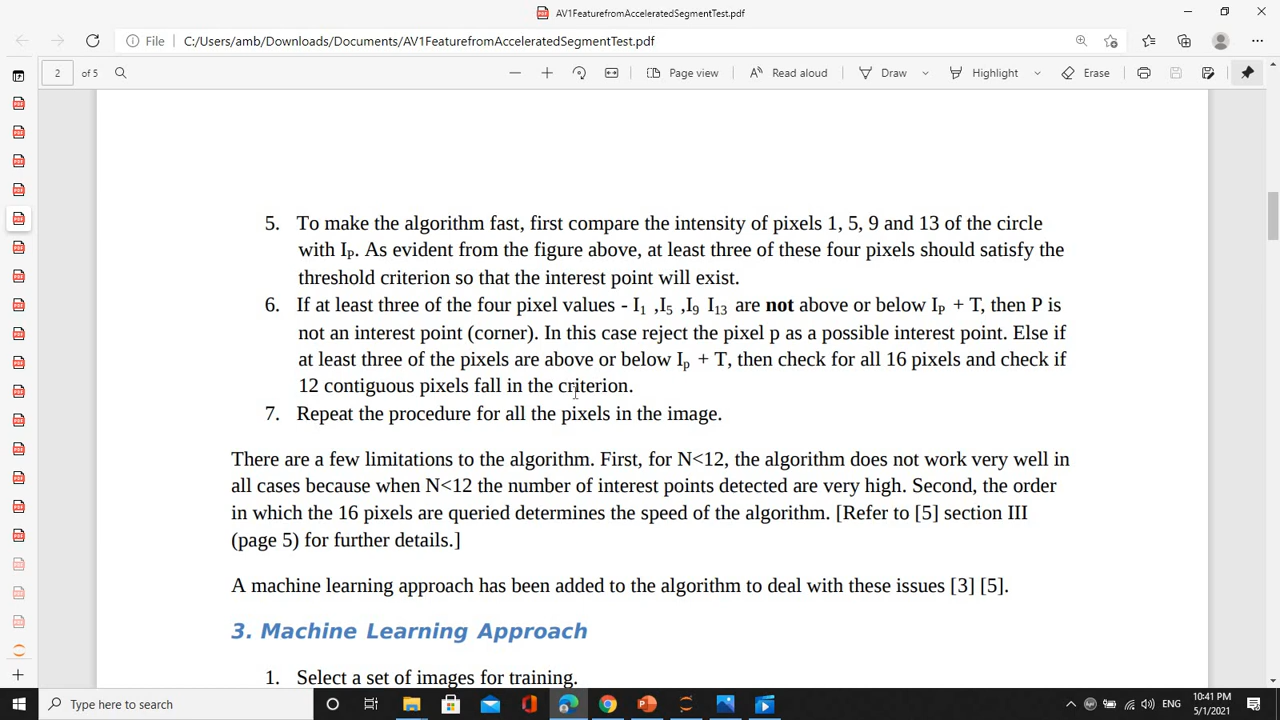 AV1FeaturefromAcceleratedSegmentTest.pdf
File C:/Users/amb/Downloads/Documents/AV1FeaturefromAcceleratedSegmentTest.pdf
2 of 5 Page view Read aloud Draw Highlight Erase
5. To make the algorithm fast, first compare the intensity of pixels 1, 5, 9 and 13 of the circle
with Iₚ. As evident from the figure above, at least three of these four pixels should satisfy the
threshold criterion so that the interest point will exist.
6. If at least three of the four pixel values - I₁ ,I₅ ,I₉ I₁₃ are not above or below Iₚ + T, then P is
not an interest point (corner). In this case reject the pixel p as a possible interest point. Else if
at least three of the pixels are above or below Iₚ + T, then check for all 16 pixels and check if
12 contiguous pixels fall in the criterion.
7. Repeat the procedure for all the pixels in the image.
There are a few limitations to the algorithm. First, for N<12, the algorithm does not work very well in
all cases because when N<12 the number of interest points detected are very high. Second, the order
in which the 16 pixels are queried determines the speed of the algorithm. [Refer to [5] section III
(page 5) for further details.]
A machine learning approach has been added to the algorithm to deal with these issues [3] [5].
3. Machine Learning Approach
1. Select a set of images for training.
Type here to search
ENG
10:41 PM
5/1/2021